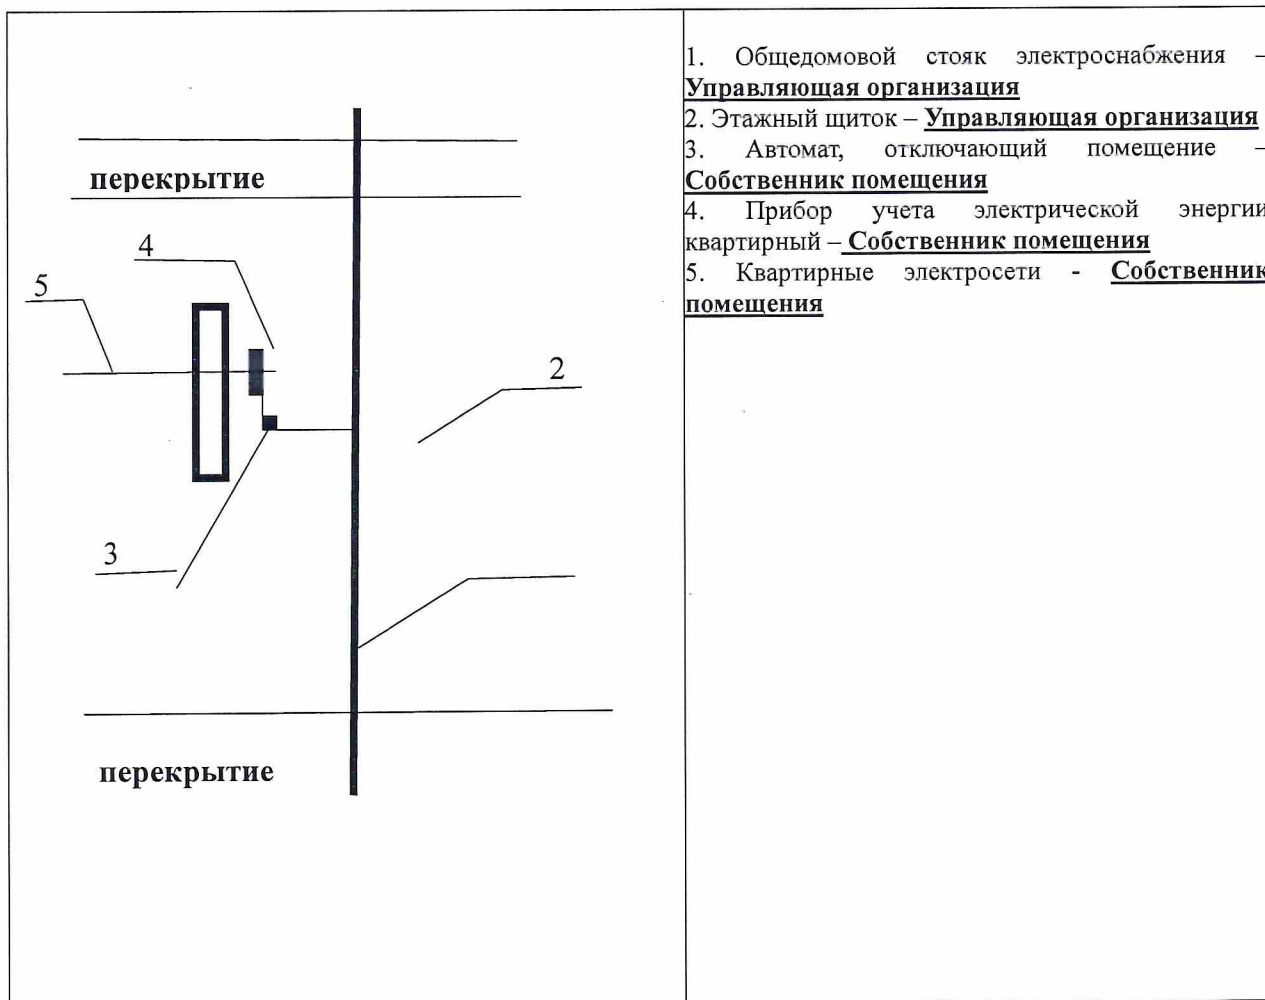 перекрытие
4
5
2
3
перекрытие
1. Общедомовой стояк электроснабжения –
Управляющая организация
2. Этажный щиток – Управляющая организация
3. Автомат, отключающий помещение –
Собственник помещения
4. Прибор учета электрической энергии
квартирный – Собственник помещения
5. Квартирные электросети - Собственник
помещения